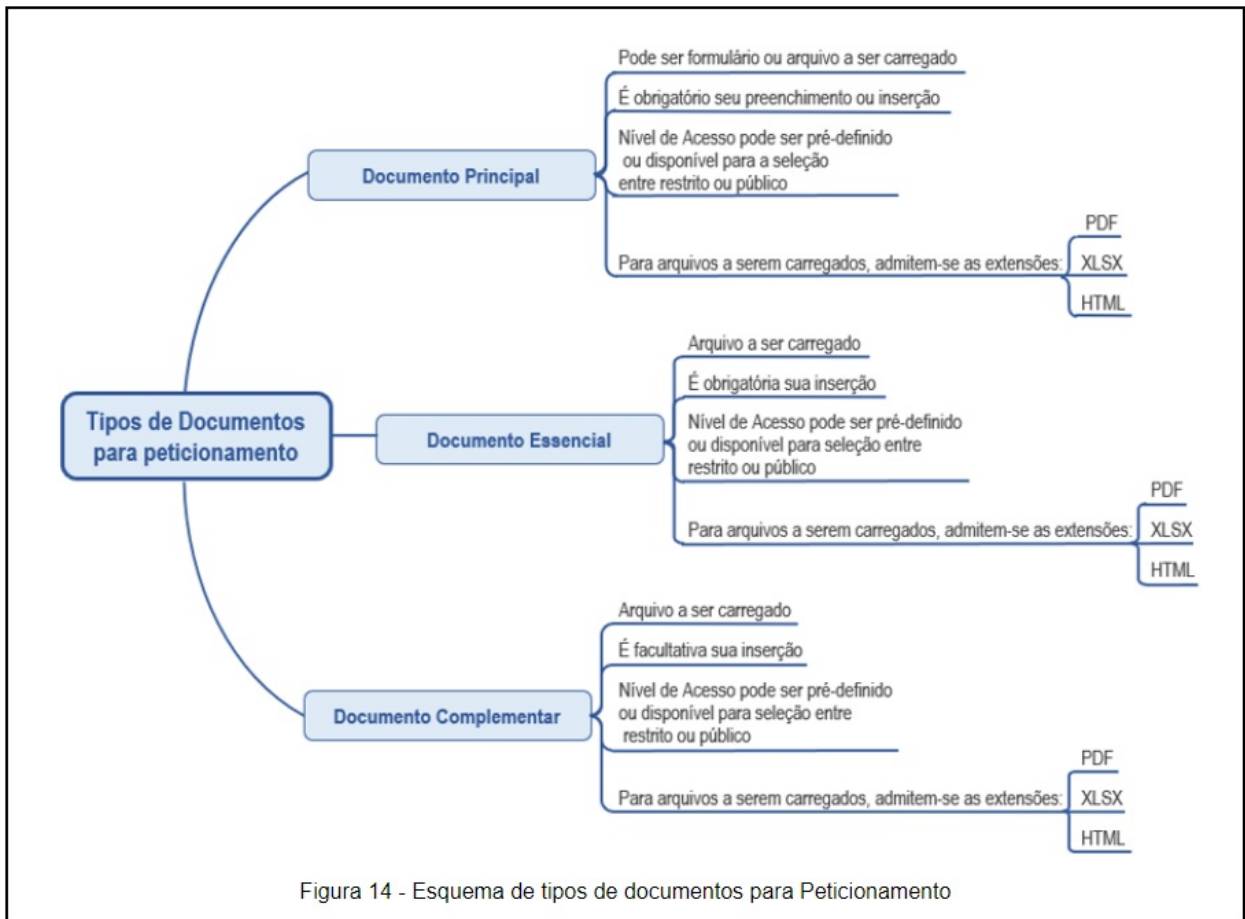 Pode ser formulário ou arquivo a ser carregado
É obrigatório seu preenchimento ou inserção
Nível de Acesso pode ser pré-definido
ou disponível para a seleção
entre restrito ou público
Documento Principal
Para arquivos a serem carregados, admitem-se as extensões:
PDF
XLSX
HTML
Tipos de Documentos
para peticionamento
Arquivo a ser carregado
É obrigatória sua inserção
Nível de Acesso pode ser pré-definido
ou disponível para seleção entre
restrito ou público
Documento Essencial
Para arquivos a serem carregados, admitem-se as extensões:
PDF
XLSX
HTML
Arquivo a ser carregado
É facultativa sua inserção
Nível de Acesso pode ser pré-definido
ou disponível para seleção entre
restrito ou público
Documento Complementar
Para arquivos a serem carregados, admitem-se as extensões:
PDF
XLSX
HTML
Figura 14 - Esquema de tipos de documentos para Peticionamento